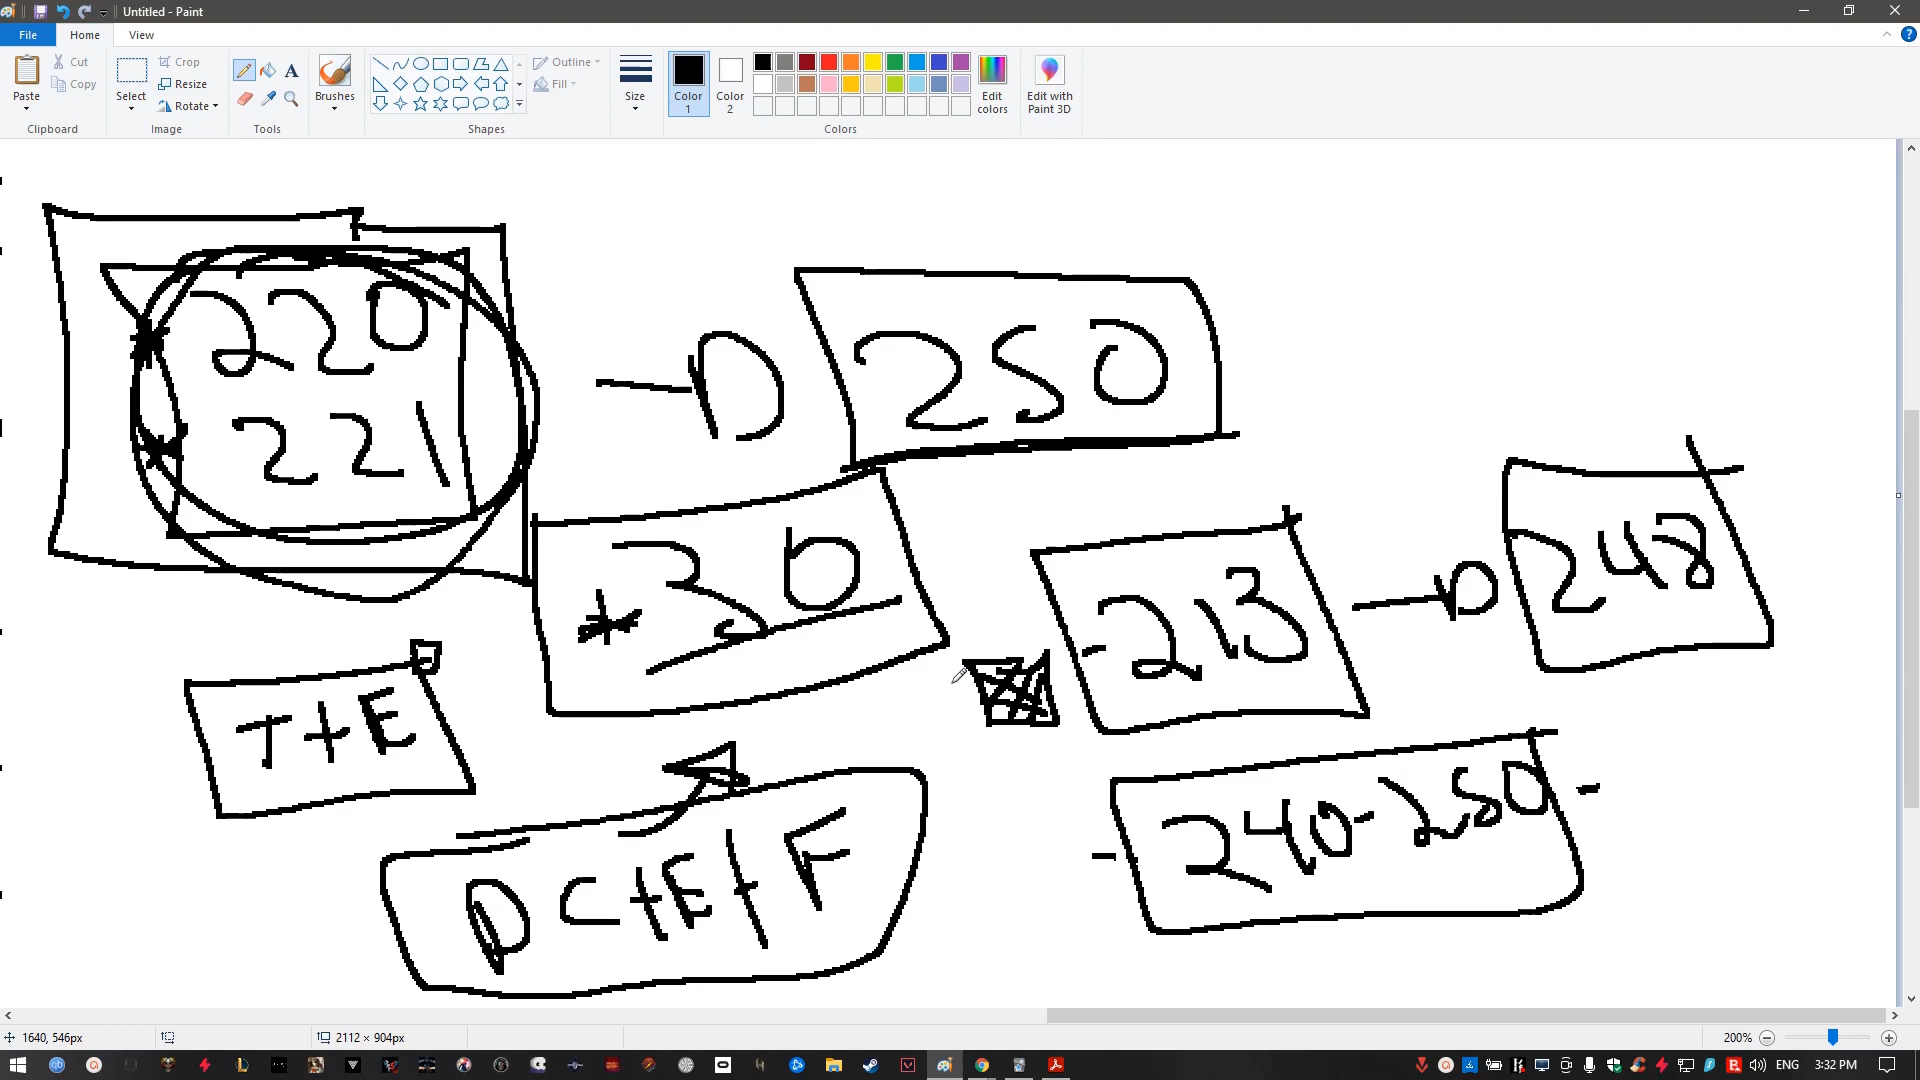 Untitled - Paint
File
Home
View
Paste
Cut
Copy
Clipboard
Select
Crop
Resize
Rotate
Image
Tools
Brushes
Outline
Fill
Shapes
Size
Color 1
Color 2
Edit colors
Edit with Paint 3D
Colors
220
221
250
30
-213
248
T+E
240-250 -
1640, 546px
2112 × 904px
200%
ENG
3:32 PM